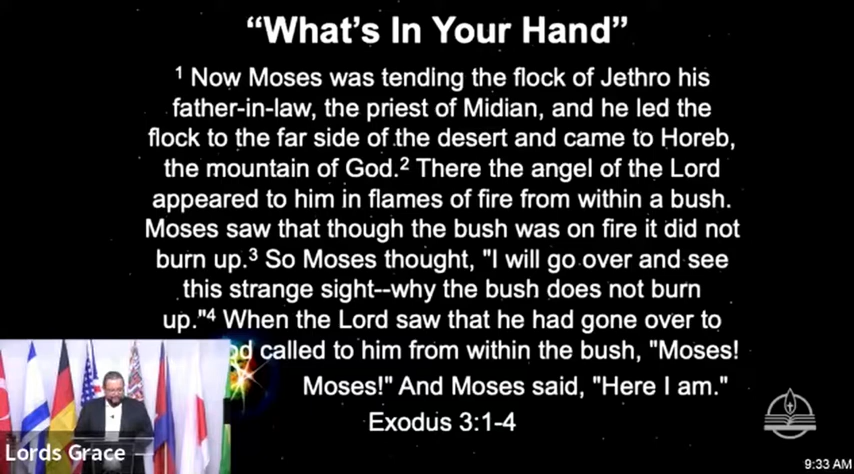 “What’s In Your Hand”
1 Now Moses was tending the flock of Jethro his
father-in-law, the priest of Midian, and he led the
flock to the far side of the desert and came to Horeb,
the mountain of God.2 There the angel of the Lord
appeared to him in flames of fire from within a bush.
Moses saw that though the bush was on fire it did not
burn up.3 So Moses thought, "I will go over and see
this strange sight--why the bush does not burn
up."4 When the Lord saw that he had gone over to
called to him from within the bush, "Moses!
Moses!" And Moses said, "Here I am."
Exodus 3:1-4
Lords Grace
9:33 AM